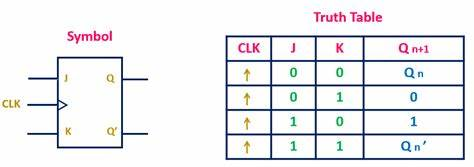 Symbol
J Q
CLK
K Q'
Truth Table
CLK J K Q n+1
↑ 0 0 Q n
↑ 0 1 0
↑ 1 0 1
↑ 1 1 Q n'